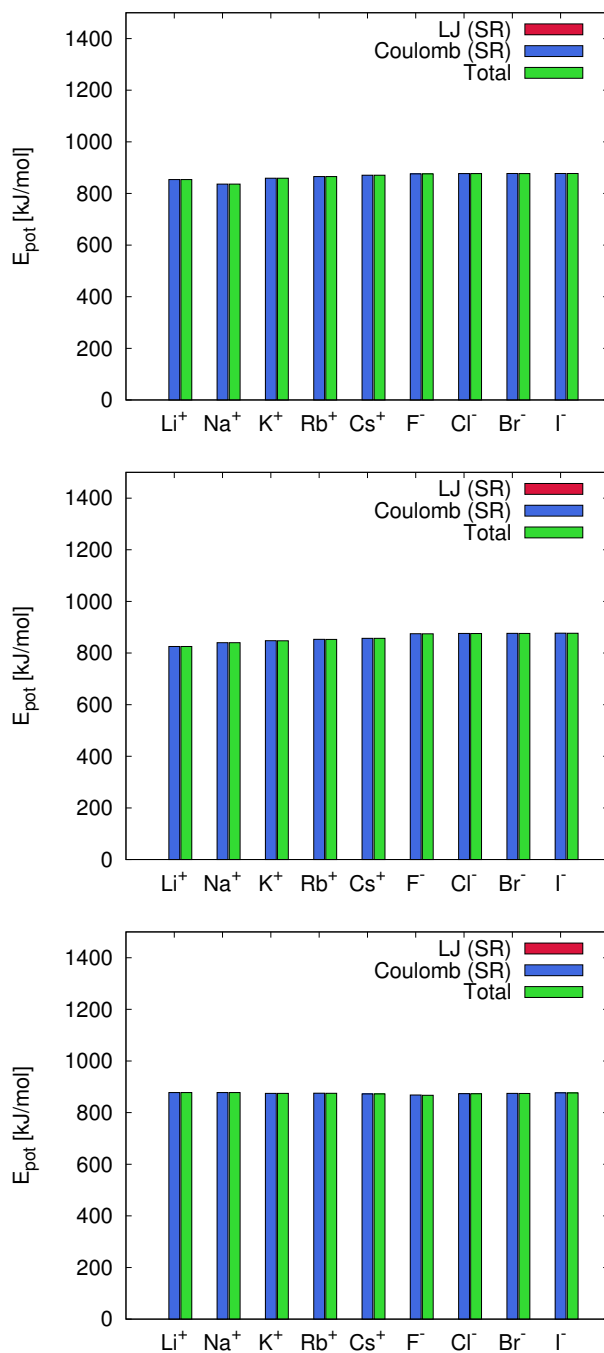 1400
1200
1000
800
600
400
200
0
E_pot [kJ/mol]
LJ (SR)
Coulomb (SR)
Total
Li⁺ Na⁺ K⁺ Rb⁺ Cs⁺ F⁻ Cl⁻ Br⁻ I⁻
1400
1200
1000
800
600
400
200
0
E_pot [kJ/mol]
LJ (SR)
Coulomb (SR)
Total
Li⁺ Na⁺ K⁺ Rb⁺ Cs⁺ F⁻ Cl⁻ Br⁻ I⁻
1400
1200
1000
800
600
400
200
0
E_pot [kJ/mol]
LJ (SR)
Coulomb (SR)
Total
Li⁺ Na⁺ K⁺ Rb⁺ Cs⁺ F⁻ Cl⁻ Br⁻ I⁻